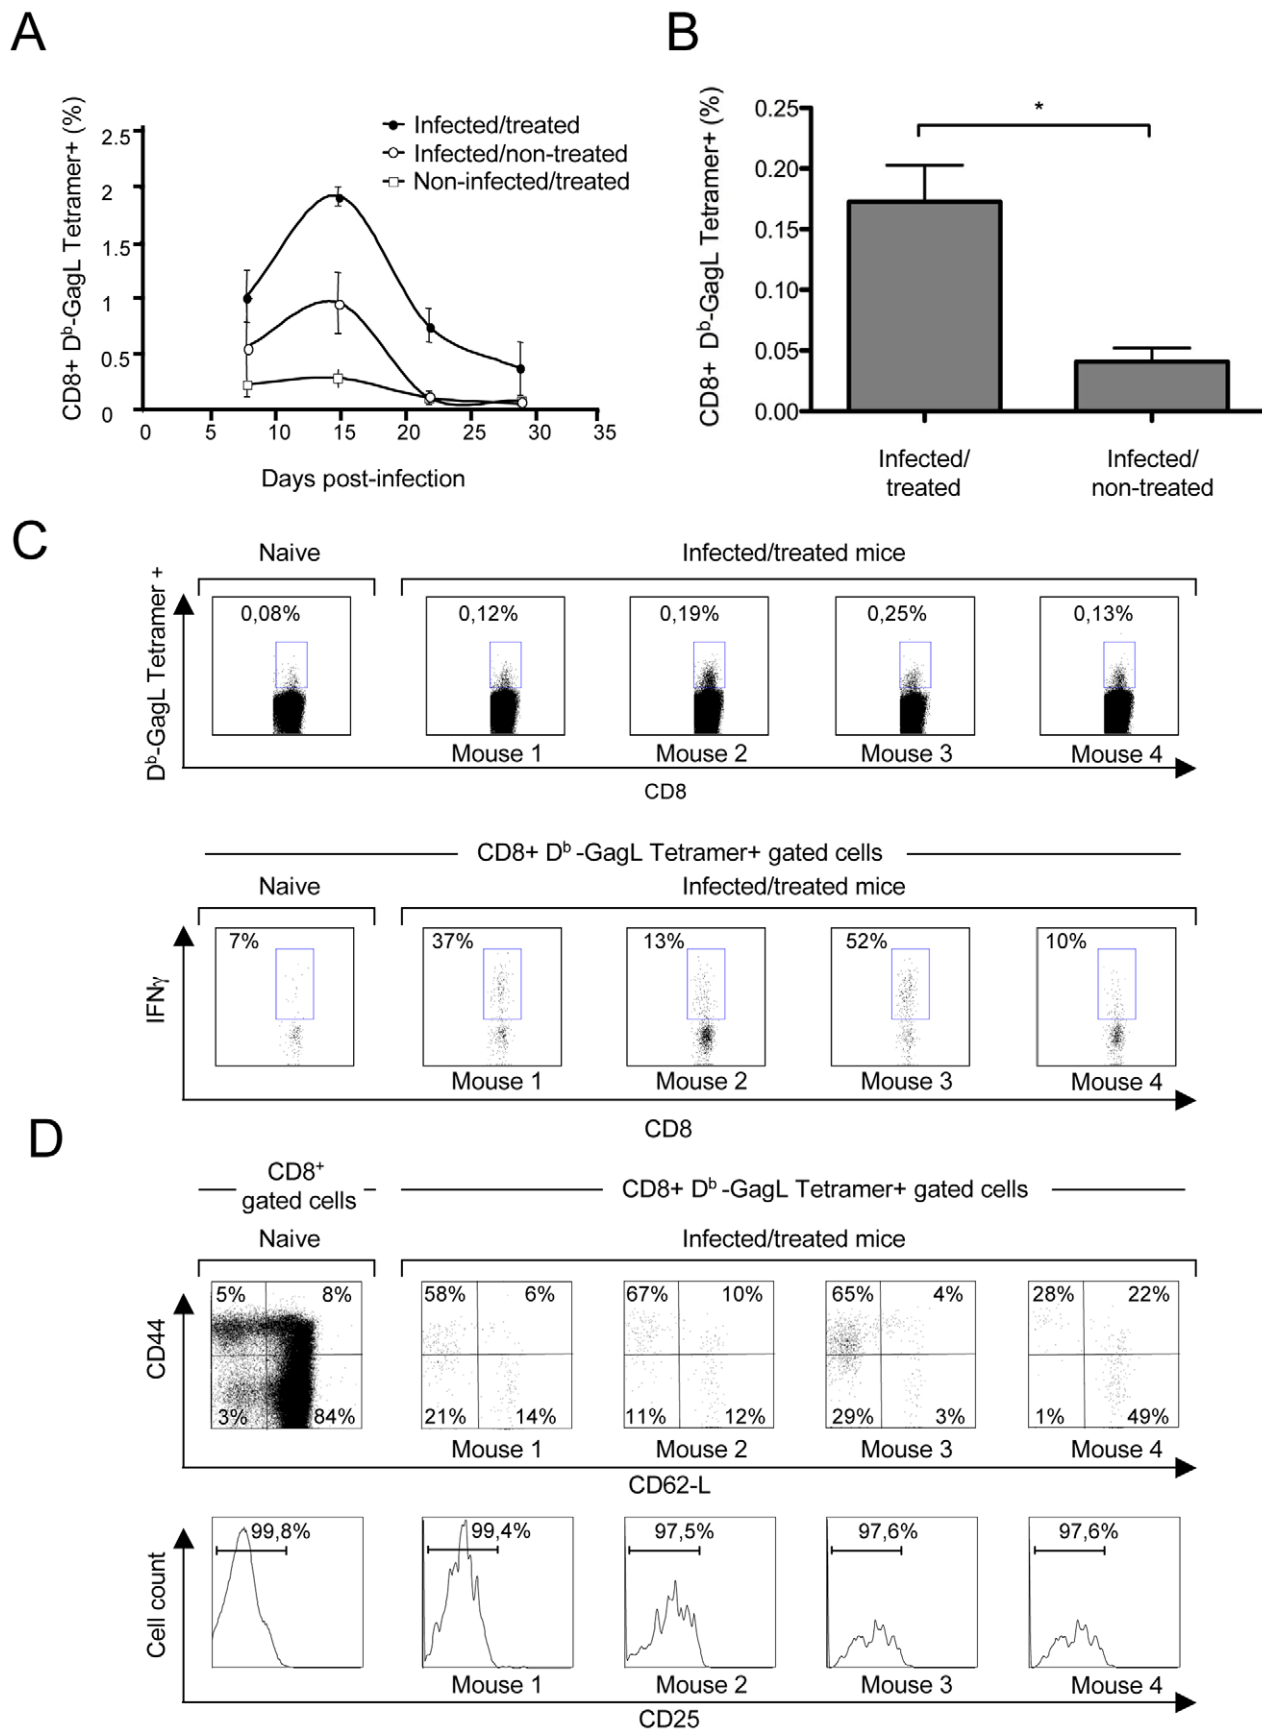 A
CD8+ Dᵇ-GagL Tetramer+ (%)
2.5
2
1.5
1
0.5
0
0 5 10 15 20 25 30 35
Days post-infection
Infected/treated
Infected/non-treated
Non-infected/treated
B
CD8+ Dᵇ-GagL Tetramer+ (%)
0.25
0.20
0.15
0.10
0.05
0.00
*
Infected/
treated
Infected/
non-treated
C
Naive Infected/treated mice
Dᵇ-GagL Tetramer +
0,08% 0,12% 0,19% 0,25% 0,13%
Mouse 1 Mouse 2 Mouse 3 Mouse 4
CD8
CD8+ Dᵇ -GagL Tetramer+ gated cells
Naive Infected/treated mice
IFNγ
7% 37% 13% 52% 10%
Mouse 1 Mouse 2 Mouse 3 Mouse 4
CD8
D
CD8⁺
gated cells
CD8+ Dᵇ -GagL Tetramer+ gated cells
Naive Infected/treated mice
CD44
5% 8% 58% 6% 67% 10% 65% 4% 28% 22%
3% 84% 21% 14% 11% 12% 29% 3% 1% 49%
Mouse 1 Mouse 2 Mouse 3 Mouse 4
CD62-L
Cell count
99,8% 99,4% 97,5% 97,6% 97,6%
Mouse 1 Mouse 2 Mouse 3 Mouse 4
CD25